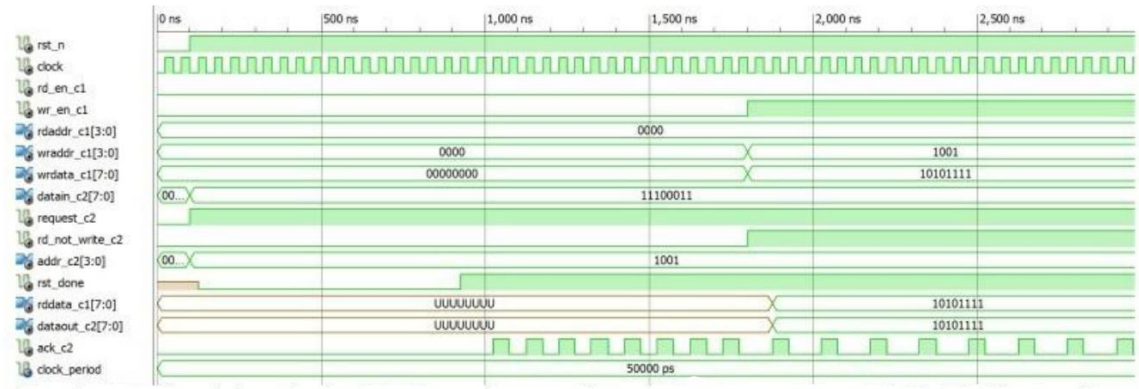 0 ns 500 ns 1,000 ns 1,500 ns 2,000 ns 2,500 ns
rst_n
clock
rd_en_c1
wr_en_c1
rdaddr_c1[3:0] 0000
wraddr_c1[3:0] 0000 1001
wrdata_c1[7:0] 00000000 10101111
datain_c2[7:0] 00... 11100011
request_c2
rd_not_write_c2
addr_c2[3:0] 00... 1001
rst_done
rddata_c1[7:0] UUUUUUUU 10101111
dataout_c2[7:0] UUUUUUUU 10101111
ack_c2
clock_period 50000 ps